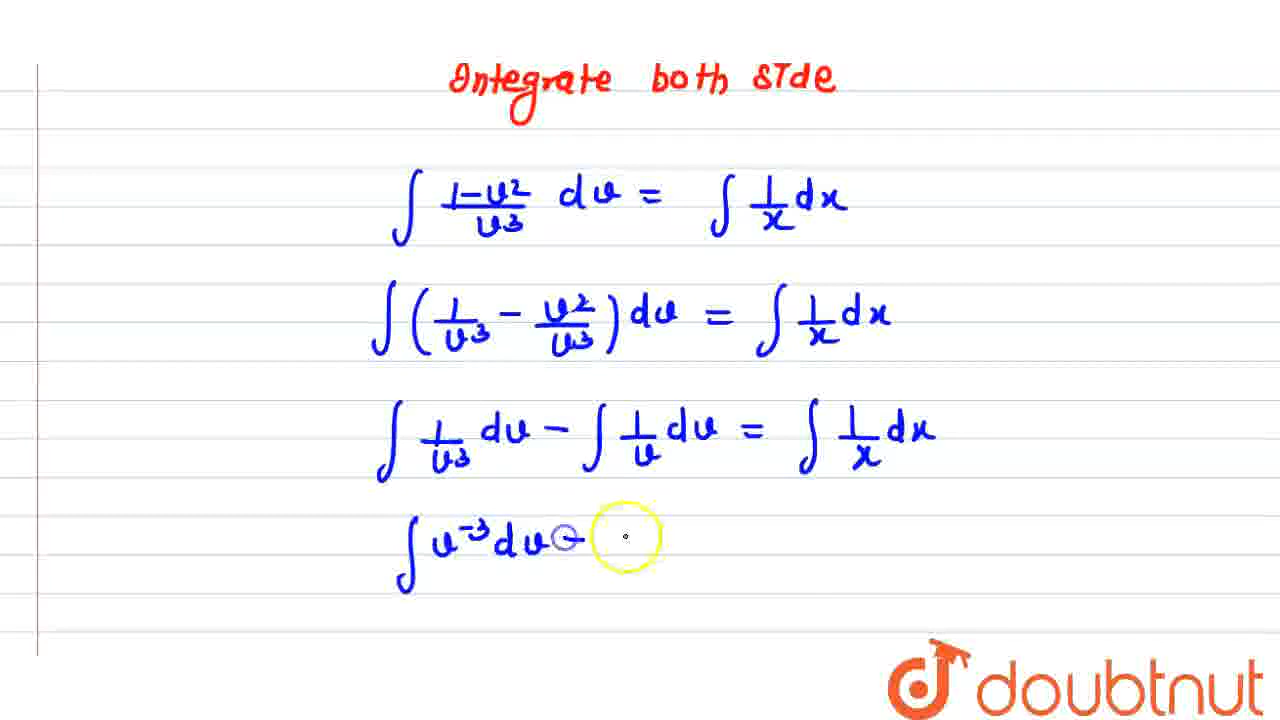 Integrate both side
∫ (1-v²)/v³ dv = ∫ 1/x dx
∫ (1/v³ - v²/v³) dv = ∫ 1/x dx
∫ 1/v³ dv - ∫ 1/v dv = ∫ 1/x dx
∫ v⁻³ dv -
doubtnut